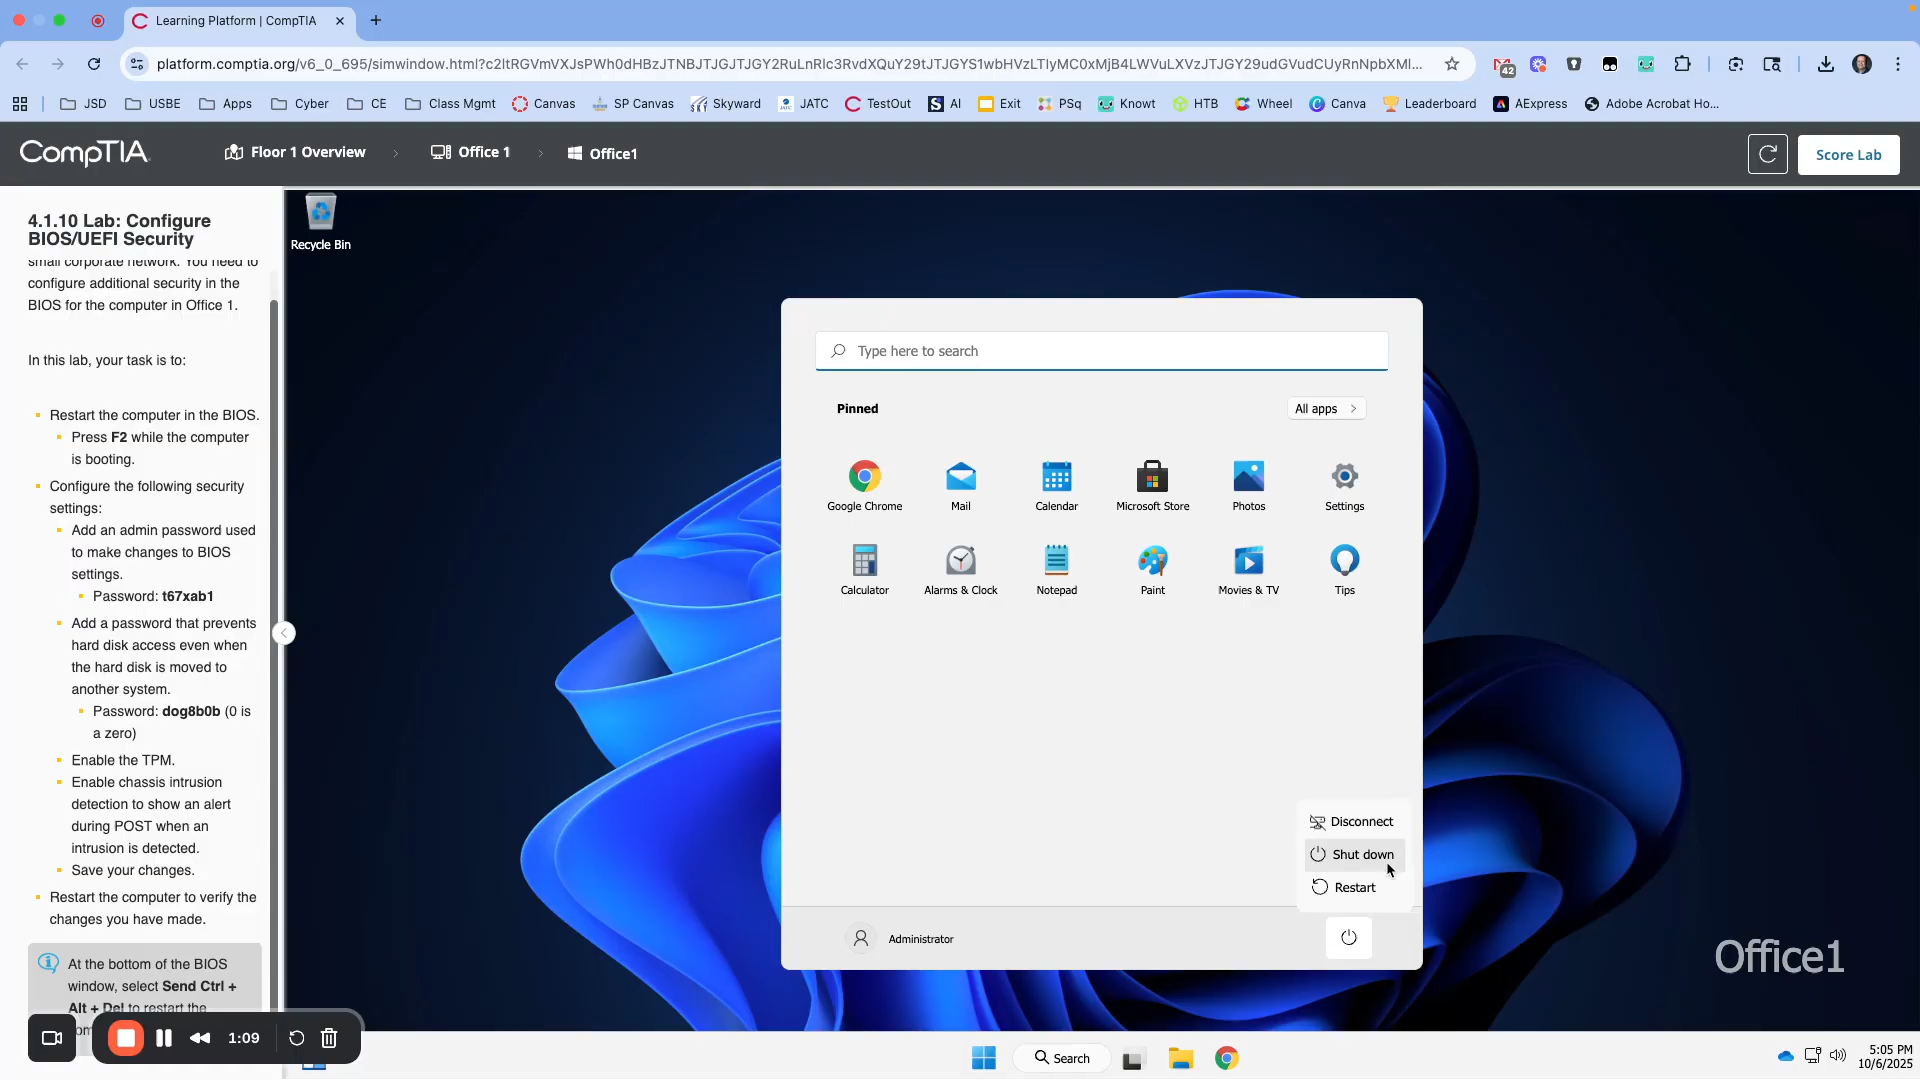 Learning Platform | CompTIA
platform.comptia.org/v6_0_695/simwindow.html?c2ltRGVmVXJsPWh0dHBzJTNBJTJGJTJGY2RuLnRlc3RvdXQuY29tJTJGYS1wbHVzLTIyMC0xMjB4LWVuLXVzJTJGY29udGVudCUyRnNpbXMl...
42
JSD
USBE
Apps
Cyber
CE
Class Mgmt
Canvas
SP Canvas
Skyward
JATC
TestOut
AI
Exit
PSq
Knowt
HTB
Wheel
Canva
Leaderboard
AExpress
Adobe Acrobat Ho...
CompTIA
Floor 1 Overview
Office 1
Office1
Score Lab
4.1.10 Lab: Configure
BIOS/UEFI Security
small corporate network. You need to
configure additional security in the
BIOS for the computer in Office 1.
In this lab, your task is to:
Restart the computer in the BIOS.
Press F2 while the computer
is booting.
Configure the following security
settings:
Add an admin password used
to make changes to BIOS
settings.
Password: t67xab1
Add a password that prevents
hard disk access even when
the hard disk is moved to
another system.
Password: dog8b0b (0 is
a zero)
Enable the TPM.
Enable chassis intrusion
detection to show an alert
during POST when an
intrusion is detected.
Save your changes.
Restart the computer to verify the
changes you have made.
At the bottom of the BIOS
window, select Send Ctrl +
Alt + Del to restart the
1:09
Recycle Bin
Type here to search
Pinned
All apps
Google Chrome
Mail
Calendar
Microsoft Store
Photos
Settings
Calculator
Alarms & Clock
Notepad
Paint
Movies & TV
Tips
Disconnect
Shut down
Restart
Administrator
Office1
Search
5:05 PM
10/6/2025